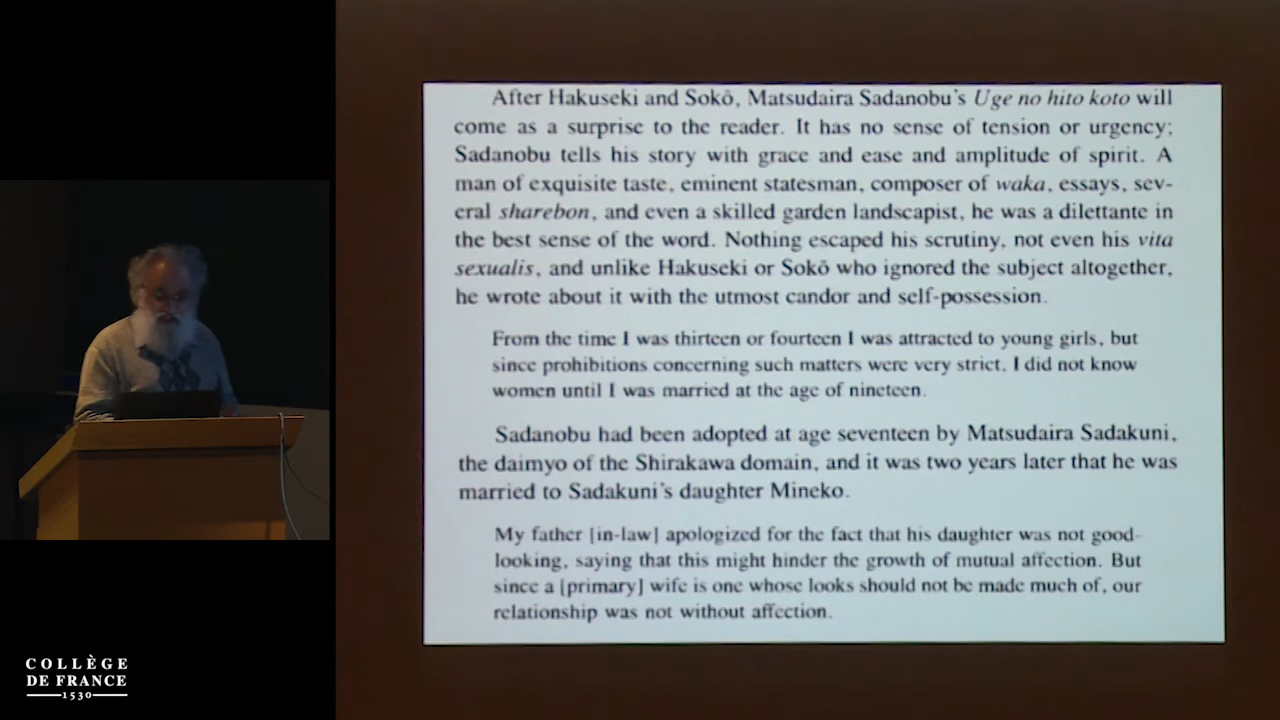 After Hakuseki and Sokō, Matsudaira Sadanobu's Uge no hito koto will
come as a surprise to the reader. It has no sense of tension or urgency;
Sadanobu tells his story with grace and ease and amplitude of spirit. A
man of exquisite taste, eminent statesman, composer of waka, essays, sev-
eral sharebon, and even a skilled garden landscapist, he was a dilettante in
the best sense of the word. Nothing escaped his scrutiny, not even his vita
sexualis, and unlike Hakuseki or Sokō who ignored the subject altogether,
he wrote about it with the utmost candor and self-possession.
From the time I was thirteen or fourteen I was attracted to young girls, but
since prohibitions concerning such matters were very strict, I did not know
women until I was married at the age of nineteen.
Sadanobu had been adopted at age seventeen by Matsudaira Sadakuni,
the daimyo of the Shirakawa domain, and it was two years later that he was
married to Sadakuni's daughter Mineko.
My father [in-law] apologized for the fact that his daughter was not good-
looking, saying that this might hinder the growth of mutual affection. But
since a [primary] wife is one whose looks should not be made much of, our
relationship was not without affection.
COLLÈGE
DE FRANCE
1530